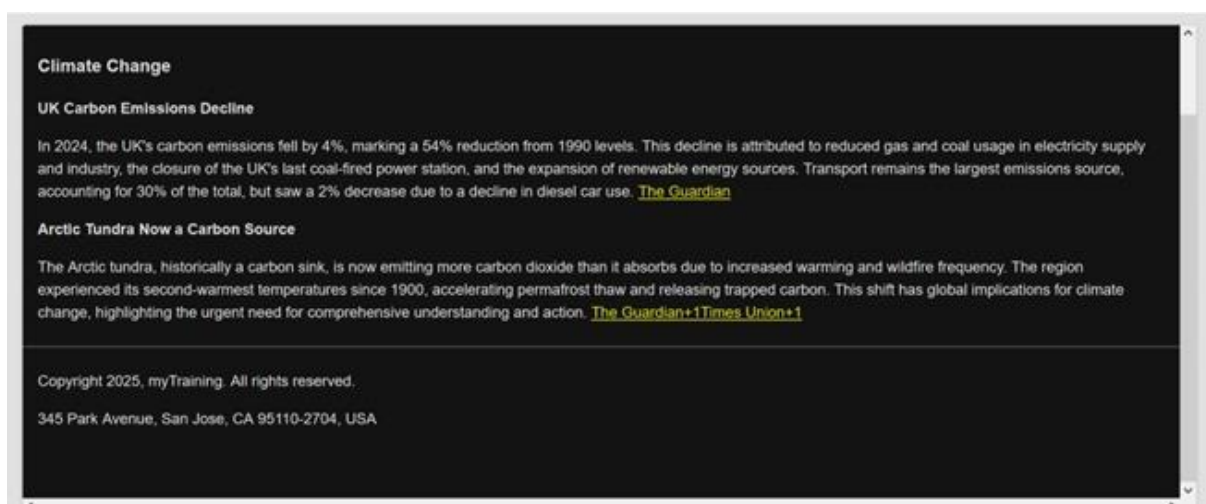 Climate Change
UK Carbon Emissions Decline
In 2024, the UK's carbon emissions fell by 4%, marking a 54% reduction from 1990 levels. This decline is attributed to reduced gas and coal usage in electricity supply
and industry, the closure of the UK's last coal-fired power station, and the expansion of renewable energy sources. Transport remains the largest emissions source,
accounting for 30% of the total, but saw a 2% decrease due to a decline in diesel car use. The Guardian
Arctic Tundra Now a Carbon Source
The Arctic tundra, historically a carbon sink, is now emitting more carbon dioxide than it absorbs due to increased warming and wildfire frequency. The region
experienced its second-warmest temperatures since 1900, accelerating permafrost thaw and releasing trapped carbon. This shift has global implications for climate
change, highlighting the urgent need for comprehensive understanding and action. The Guardian+1Times Union+1
Copyright 2025, myTraining. All rights reserved.
345 Park Avenue, San Jose, CA 95110-2704, USA